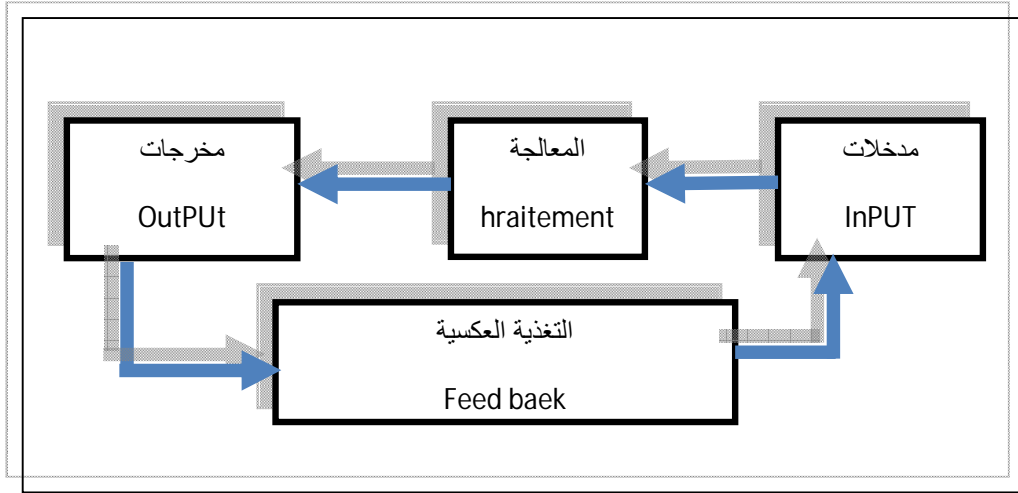 مدخلات
InPUT
المعالجة
hraitement
مخرجات
OutPUt
التغذية العكسية
Feed baek